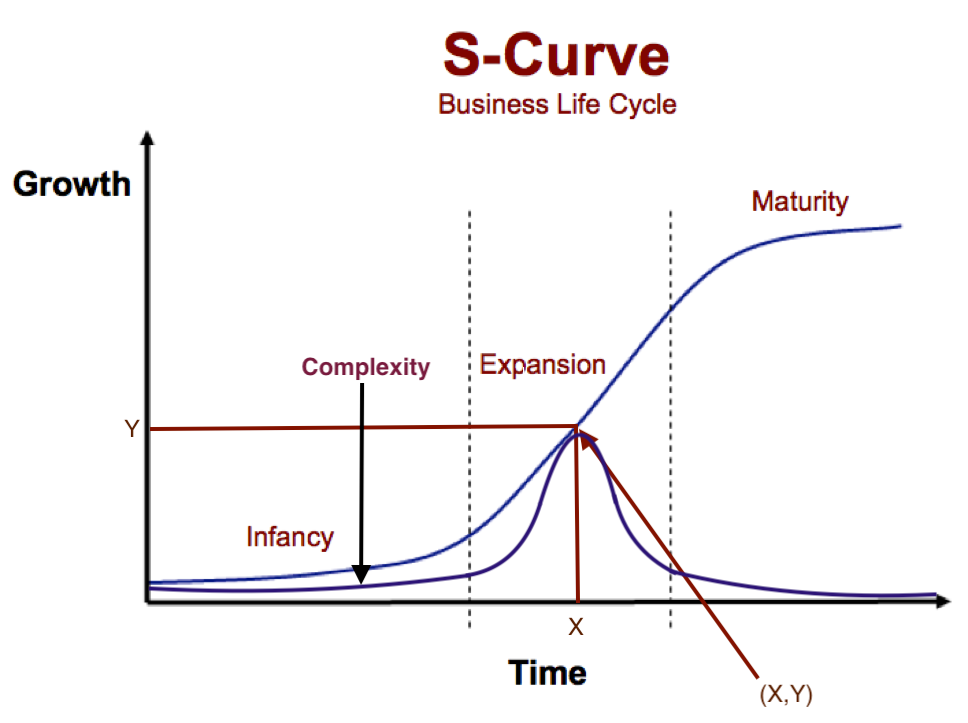 S-Curve
Business Life Cycle
Growth
Maturity
Complexity
Expansion
Y
Infancy
X
Time
(X,Y)